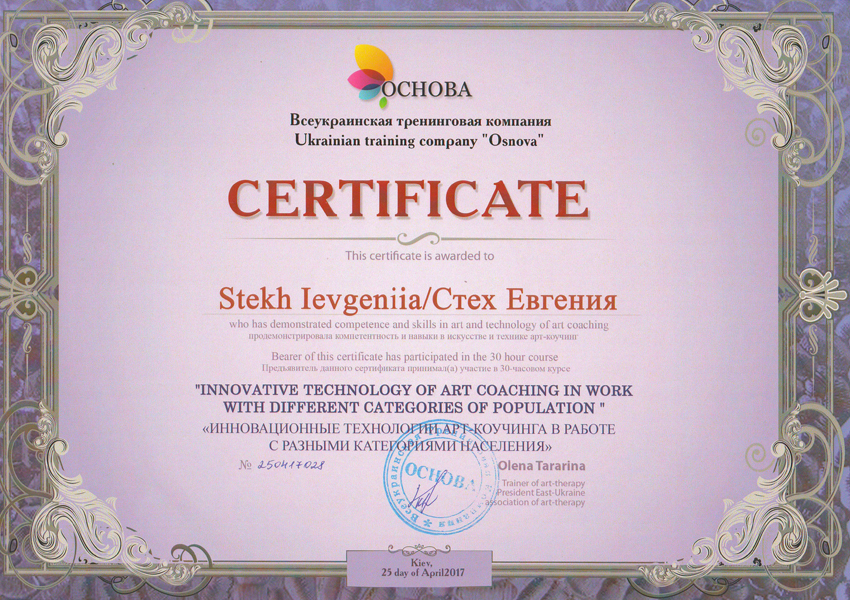 ОСНОВА
Всеукраинская тренинговая компания
Ukrainian training company "Osnova"
CERTIFICATE
This certificate is awarded to
Stekh Ievgeniia/Стех Евгения
who has demonstrated competence and skills in art and technology of art coaching
продемонстрировала компетентность и навыки в искусстве и технике арт-коучинг
Bearer of this certificate has participated in the 30 hour course
Предъявитель данного сертификата принимал(а) участие в 30-часовом курсе
"INNOVATIVE TECHNOLOGY OF ART COACHING IN WORK
WITH DIFFERENT CATEGORIES OF POPULATION "
«ИННОВАЦИОННЫЕ ТЕХНОЛОГИИ АРТ-КОУЧИНГА В РАБОТЕ
С РАЗНЫМИ КАТЕГОРИЯМИ НАСЕЛЕНИЯ»
№ 250417028
Olena Tararina
Trainer of art-therapy
President East-Ukraine
association of art-therapy
ОСНОВА
Kiev,
25 day of April2017